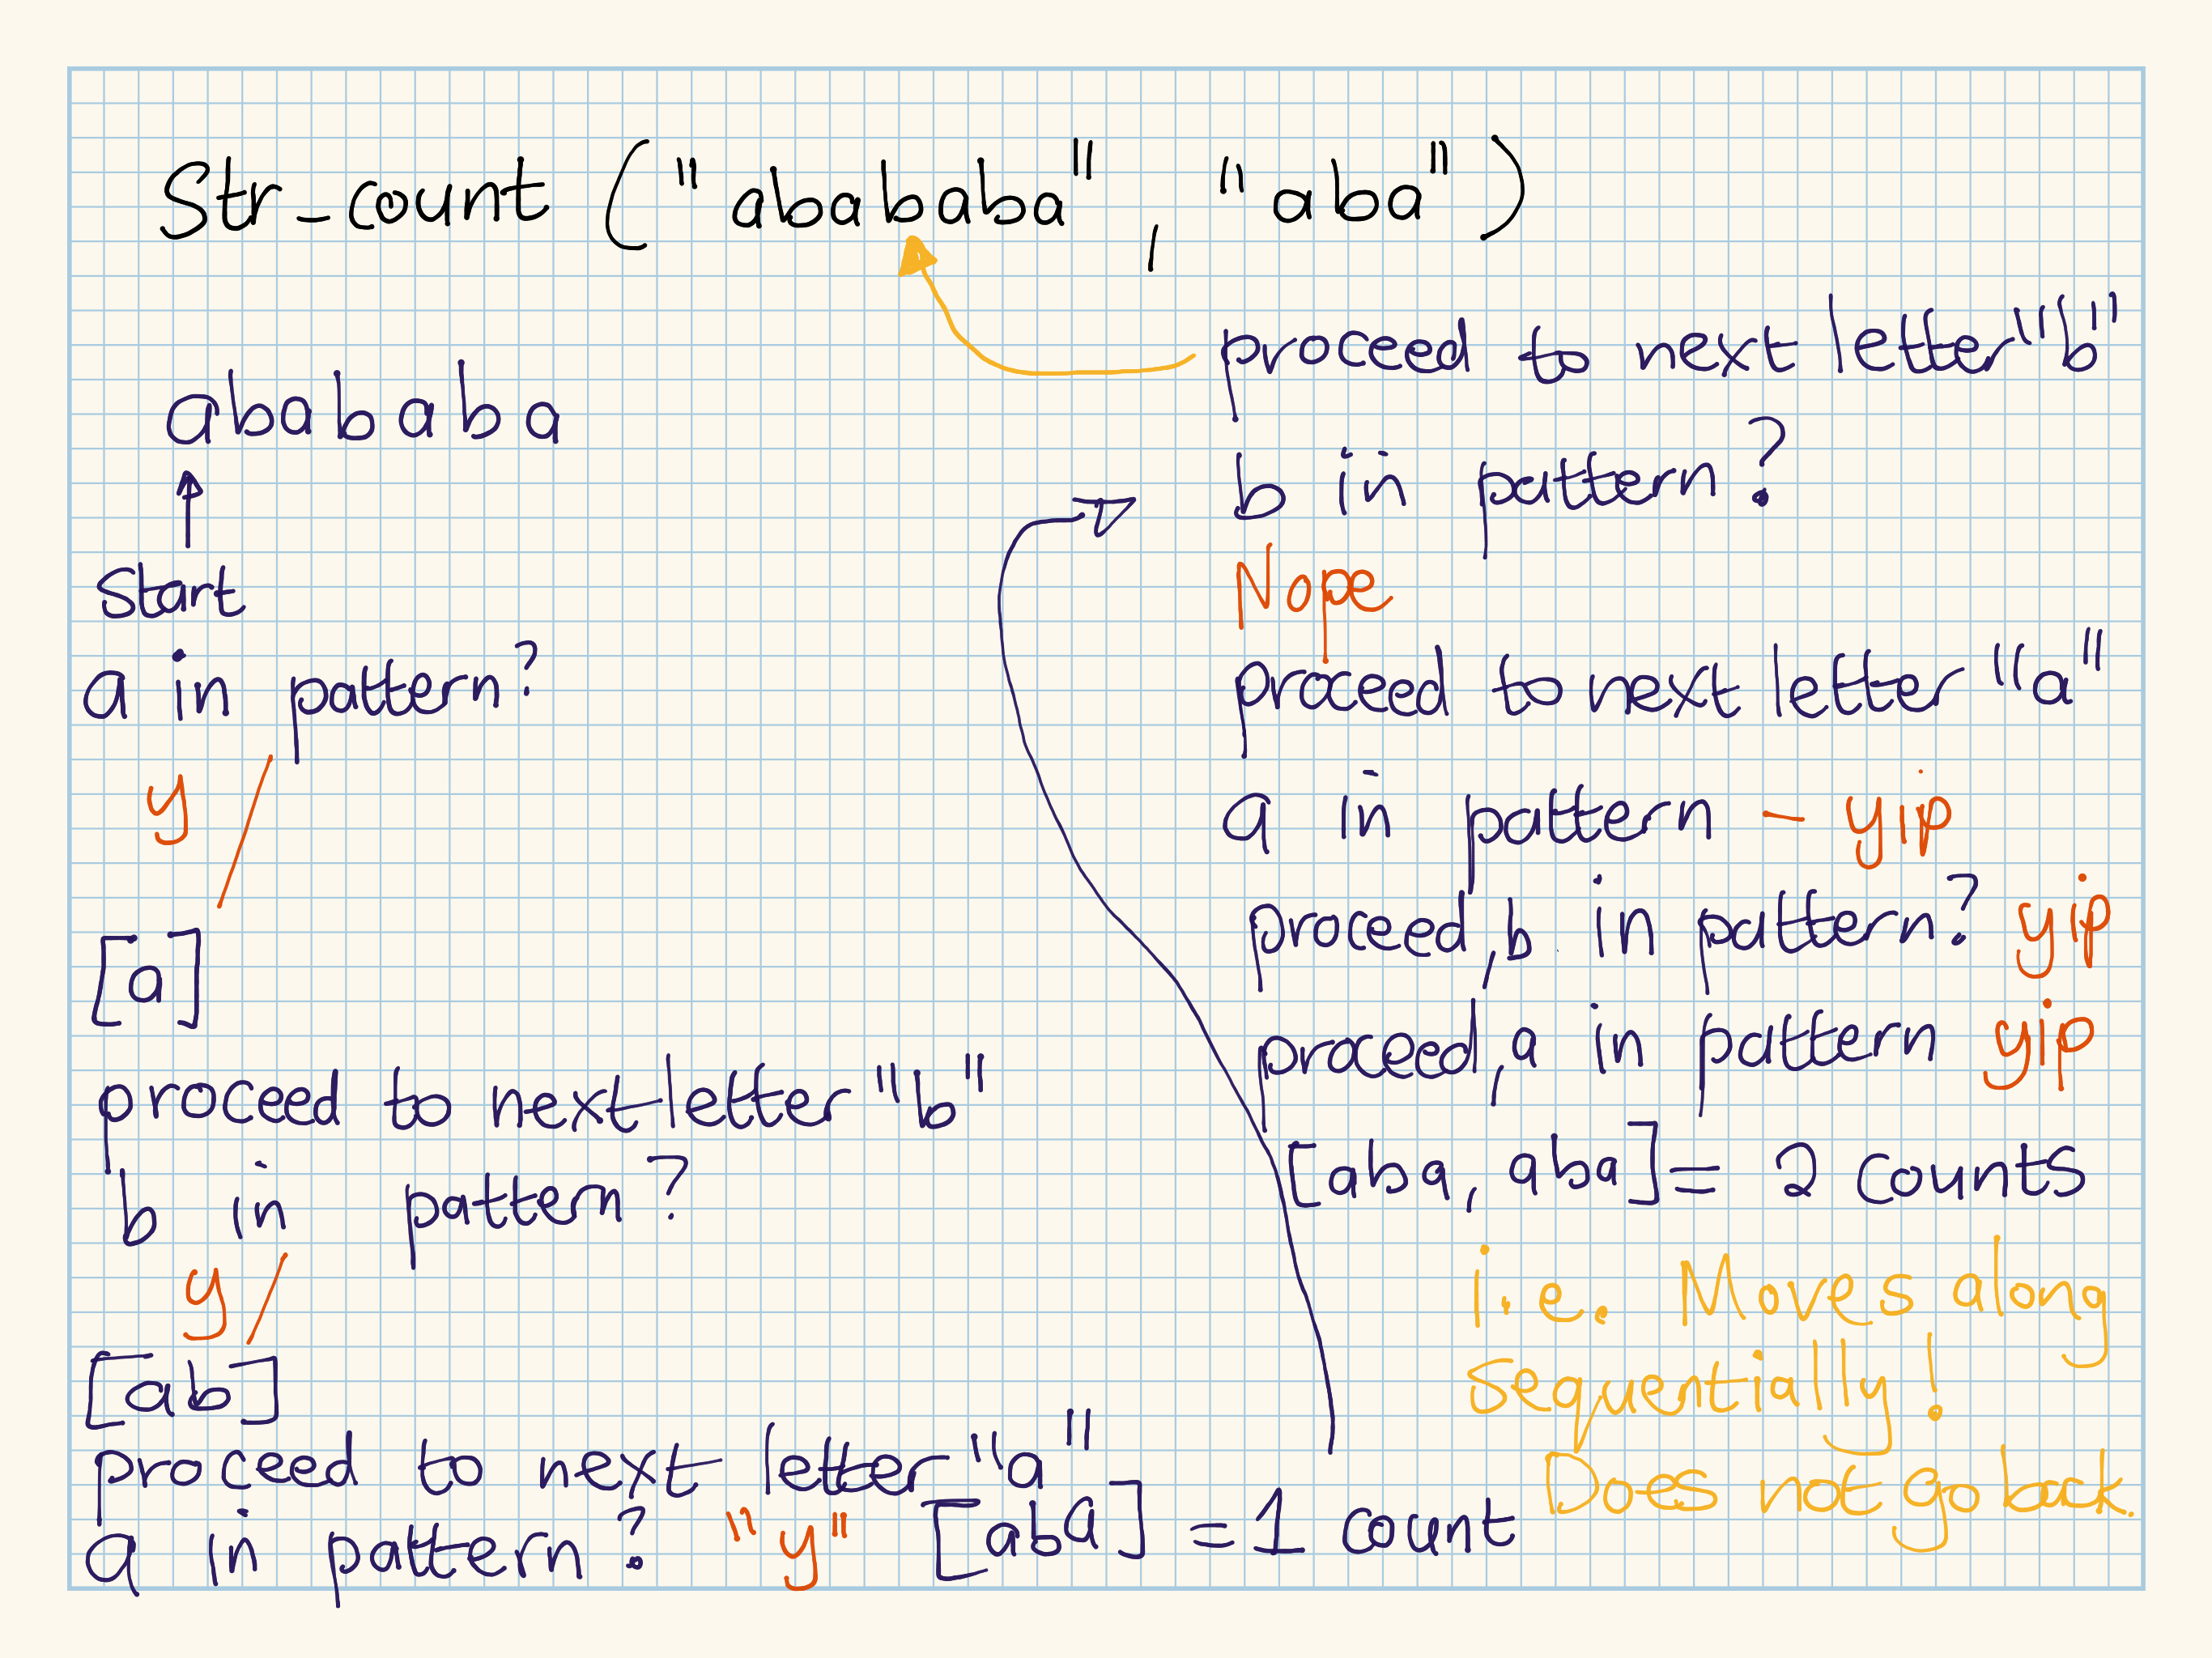 Str_count ("abababa", "aba")
abababa
start
a in pattern?
y
[a]
proceed to next letter "b"
b in pattern?
y
[ab]
proceed to next letter "a"
a in pattern? "y" [aba] = 1 count
proceed to next letter "b"
b in pattern?
Nope
proceed to next letter "a"
a in pattern - yip
proceed, b in pattern? yip
proceed, a in pattern yip
[aba, aba] = 2 counts
i.e. Moves along
sequentially!
Does not go back.